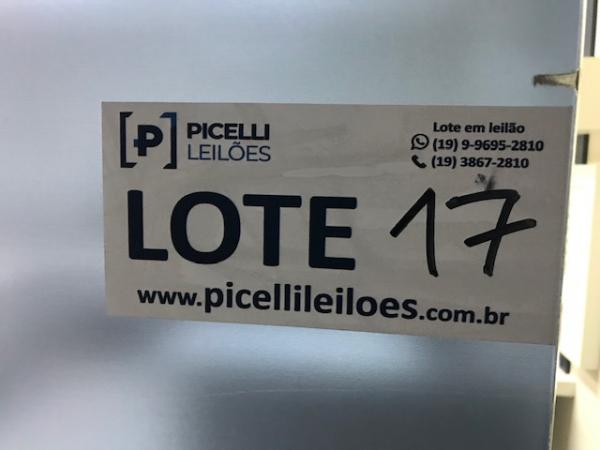 [P] PICELLI
LEILÕES
Lote em leilão
(19) 9-9695-2810
(19) 3867-2810
LOTE 17
www.picellileiloes.com.br